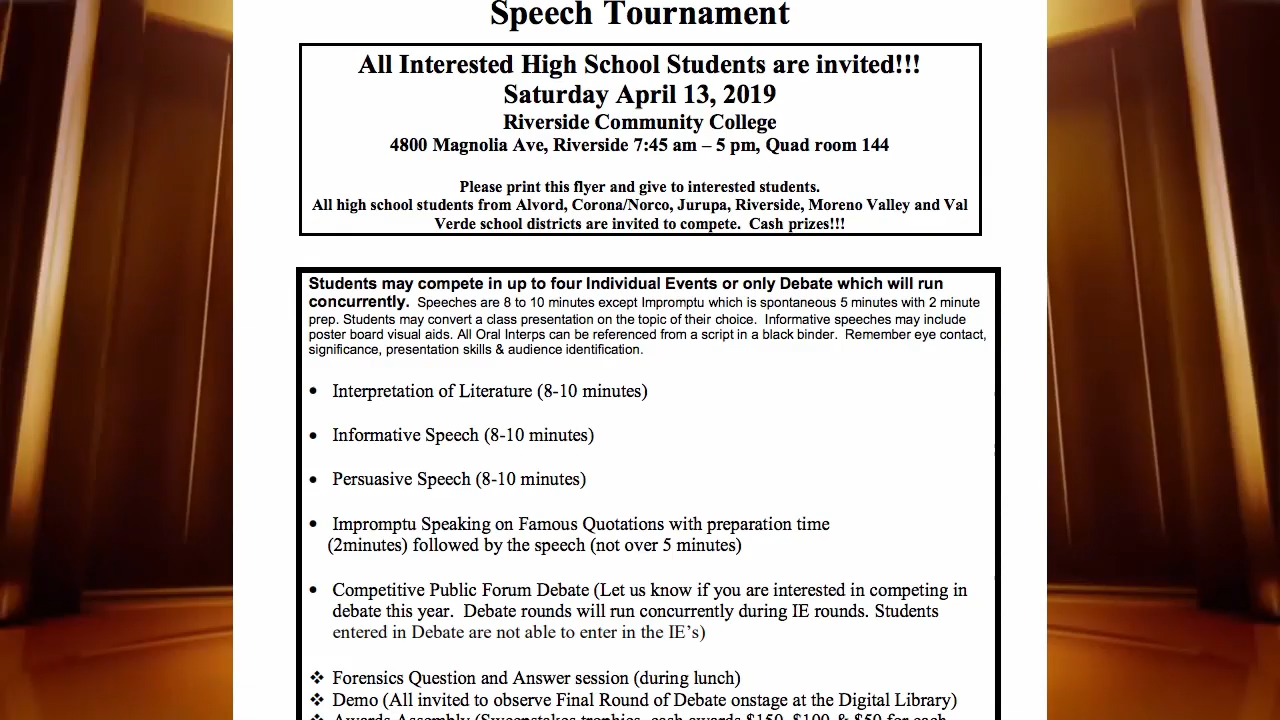 Speech Tournament
All Interested High School Students are invited!!!
Saturday April 13, 2019
Riverside Community College
4800 Magnolia Ave, Riverside 7:45 am – 5 pm, Quad room 144
Please print this flyer and give to interested students.
All high school students from Alvord, Corona/Norco, Jurupa, Riverside, Moreno Valley and Val
Verde school districts are invited to compete.  Cash prizes!!!
Students may compete in up to four Individual Events or only Debate which will run
concurrently.  Speeches are 8 to 10 minutes except Impromptu which is spontaneous 5 minutes with 2 minute
prep. Students may convert a class presentation on the topic of their choice.  Informative speeches may include
poster board visual aids. All Oral Interps can be referenced from a script in a black binder.  Remember eye contact,
significance, presentation skills & audience identification.
• Interpretation of Literature (8-10 minutes)
• Informative Speech (8-10 minutes)
• Persuasive Speech (8-10 minutes)
• Impromptu Speaking on Famous Quotations with preparation time
(2minutes) followed by the speech (not over 5 minutes)
• Competitive Public Forum Debate (Let us know if you are interested in competing in
debate this year.  Debate rounds will run concurrently during IE rounds. Students
entered in Debate are not able to enter in the IE's)
❖ Forensics Question and Answer session (during lunch)
❖ Demo (All invited to observe Final Round of Debate onstage at the Digital Library)
❖ Awards Assembly (Sweepstakes trophies, cash awards $150, $100 & $50 for each